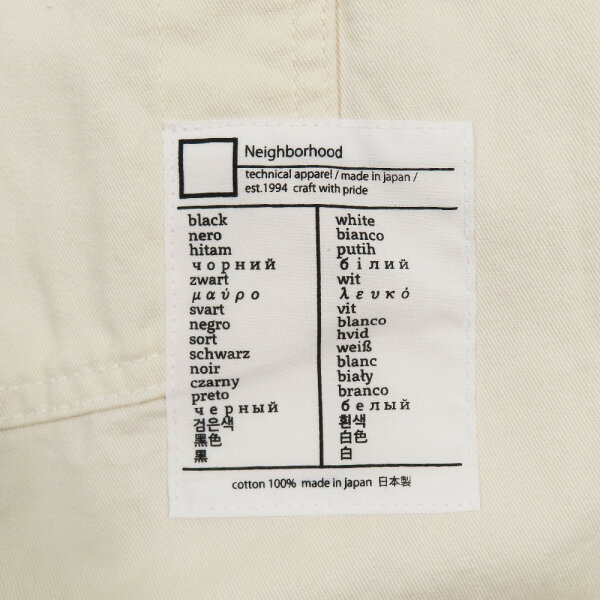 Neighborhood
technical apparel / made in japan /
est.1994 craft with pride
black
nero
hitam
чорний
zwart
μαύρο
svart
negro
sort
schwarz
noir
czarny
preto
черный
검은색
黑色
黒
white
bianco
putih
білий
wit
λευκό
vit
blanco
hvid
weiß
blanc
biały
branco
белый
흰색
白色
白
cotton 100% made in japan 日本製